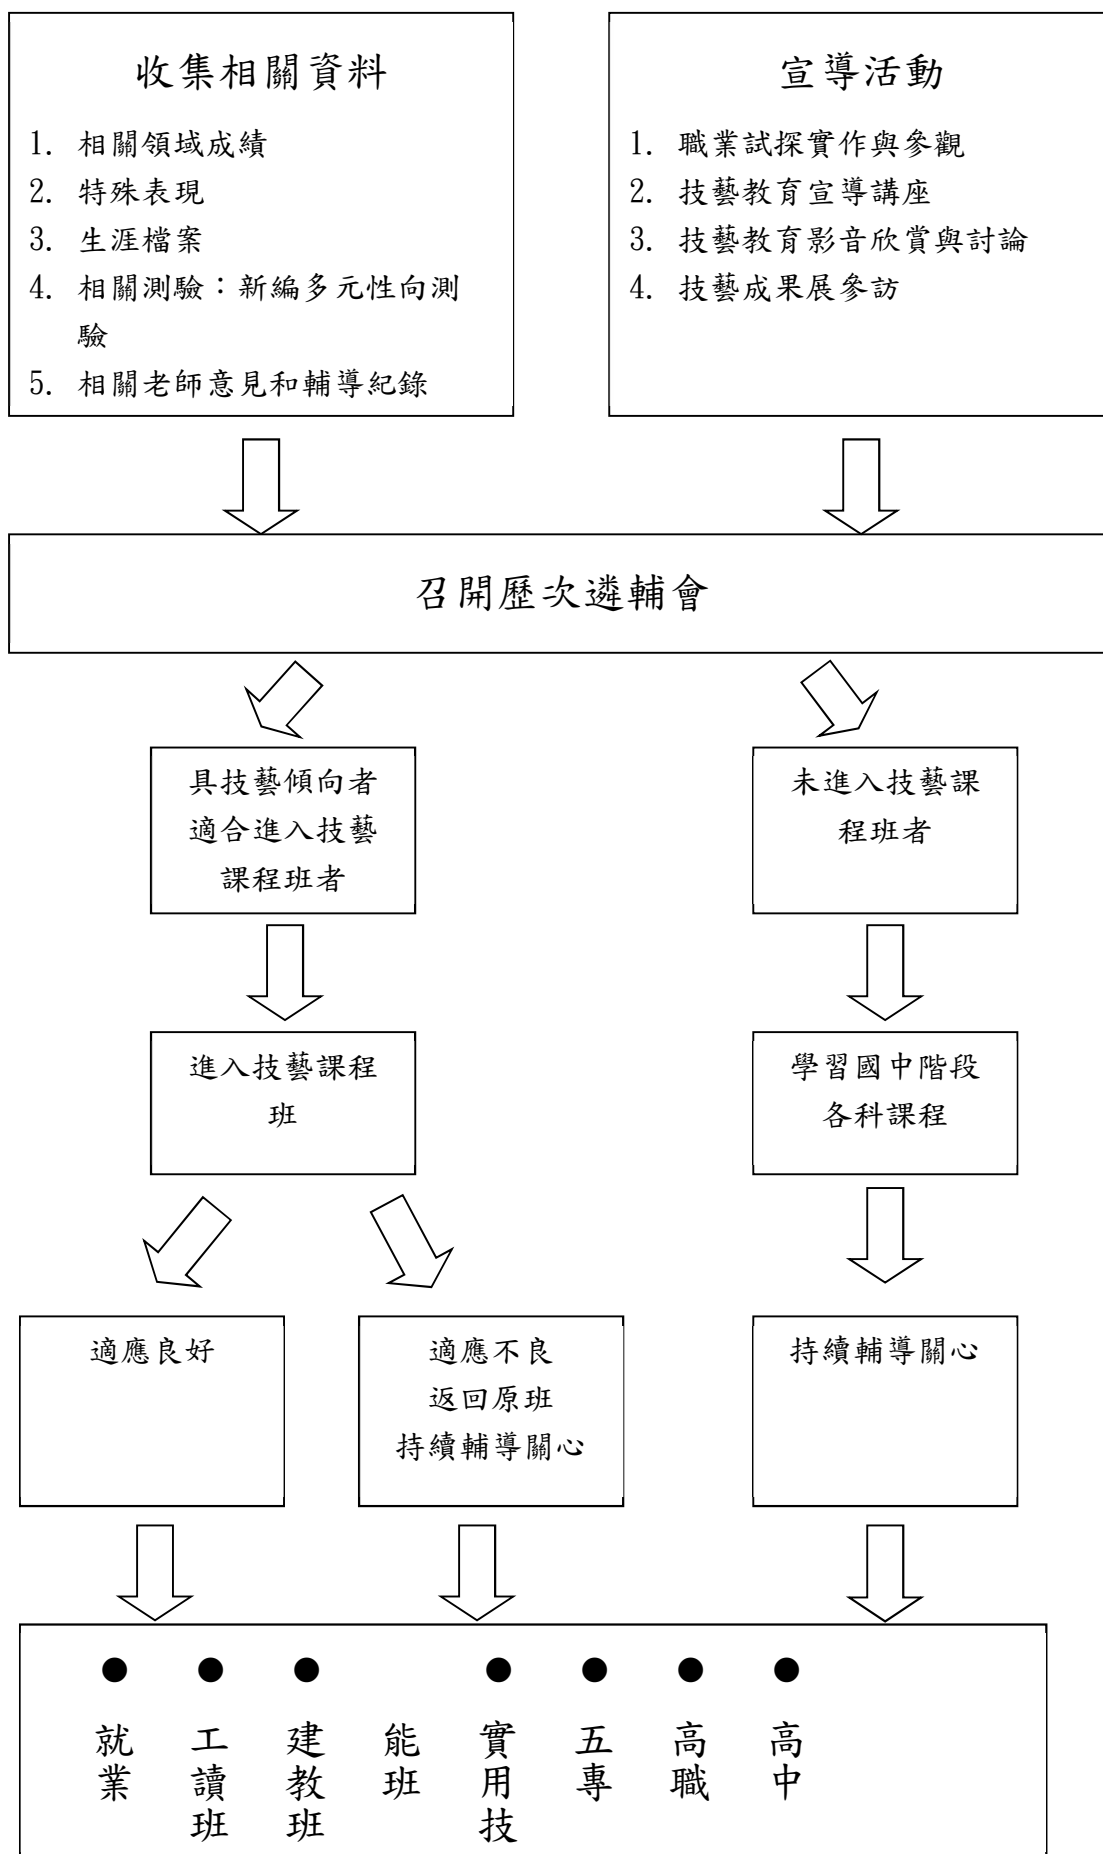 收集相關資料
1. 相關領域成績
2. 特殊表現
3. 生涯檔案
4. 相關測驗：新編多元性向測
驗
5. 相關老師意見和輔導紀錄
宣導活動
1. 職業試探實作與參觀
2. 技藝教育宣導講座
3. 技藝教育影音欣賞與討論
4. 技藝成果展參訪
召開歷次遴輔會
具技藝傾向者
適合進入技藝
課程班者
未進入技藝課
程班者
進入技藝課程
班
學習國中階段
各科課程
適應良好
適應不良
返回原班
持續輔導關心
持續輔導關心
●高中
●高職
●五專
●實用技
能班
●建教班
●工讀班
●就業